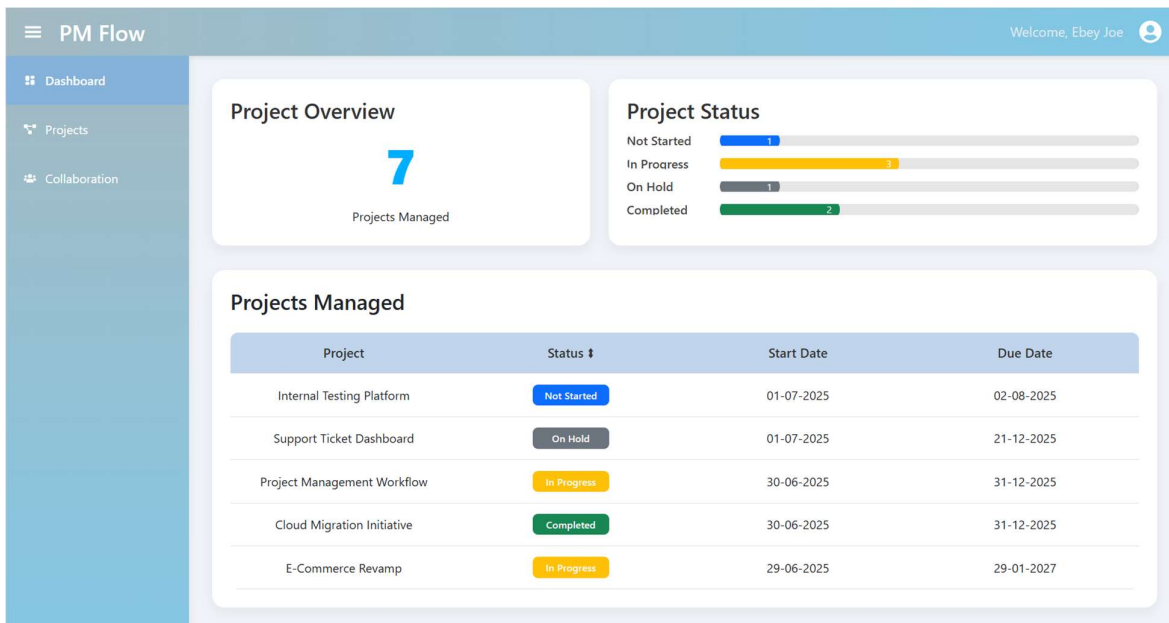 PM Flow
Welcome, Ebey Joe
Dashboard
Projects
Collaboration
Project Overview
7
Projects Managed
Project Status
Not Started 1
In Progress 3
On Hold 1
Completed 2
Projects Managed
Project Status Start Date Due Date
Internal Testing Platform Not Started 01-07-2025 02-08-2025
Support Ticket Dashboard On Hold 01-07-2025 21-12-2025
Project Management Workflow In Progress 30-06-2025 31-12-2025
Cloud Migration Initiative Completed 30-06-2025 31-12-2025
E-Commerce Revamp In Progress 29-06-2025 29-01-2027